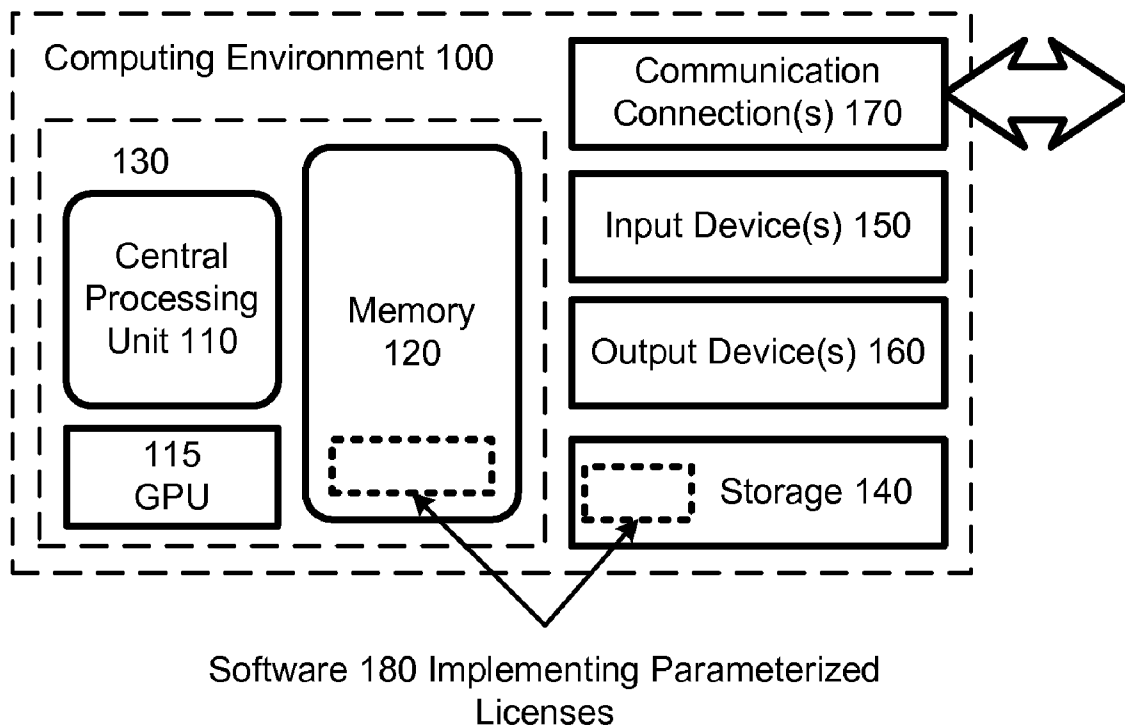 Computing Environment 100
130
Central
Processing
Unit 110
115
GPU
Memory
120
Communication
Connection(s) 170
Input Device(s) 150
Output Device(s) 160
Storage 140
Software 180 Implementing Parameterized
Licenses